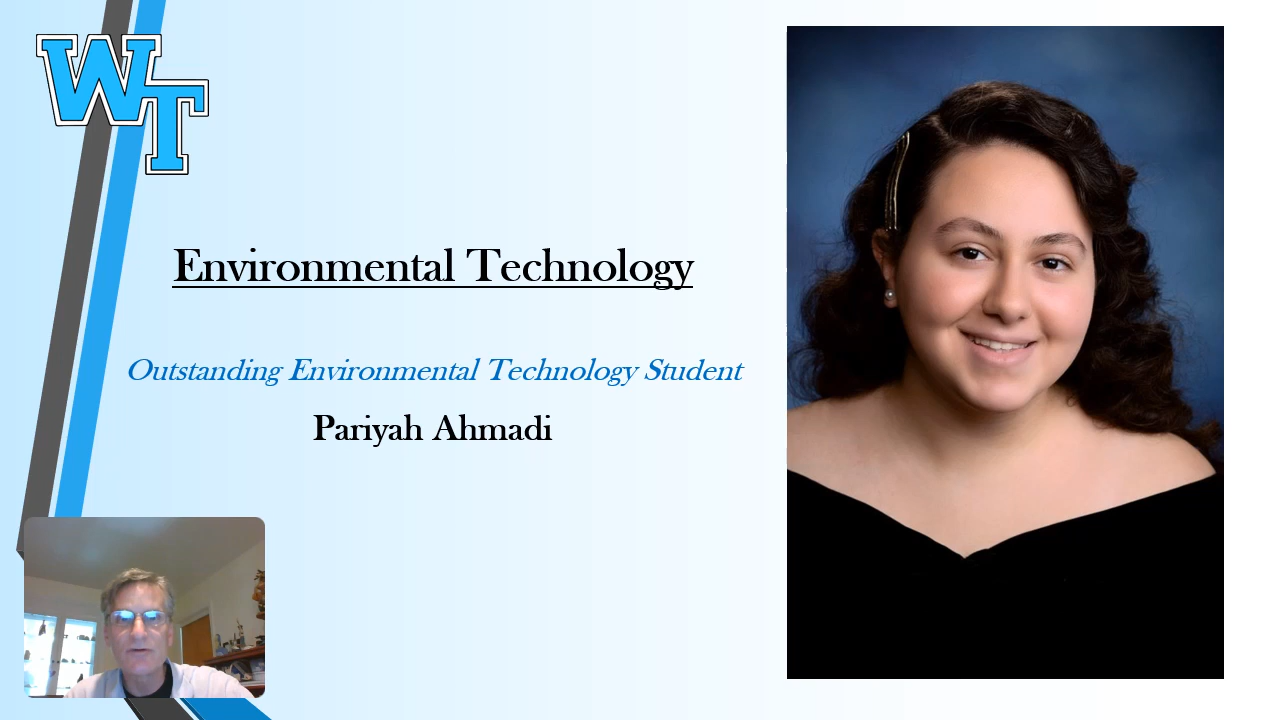 WT
Environmental Technology
Outstanding Environmental Technology Student
Pariyah Ahmadi